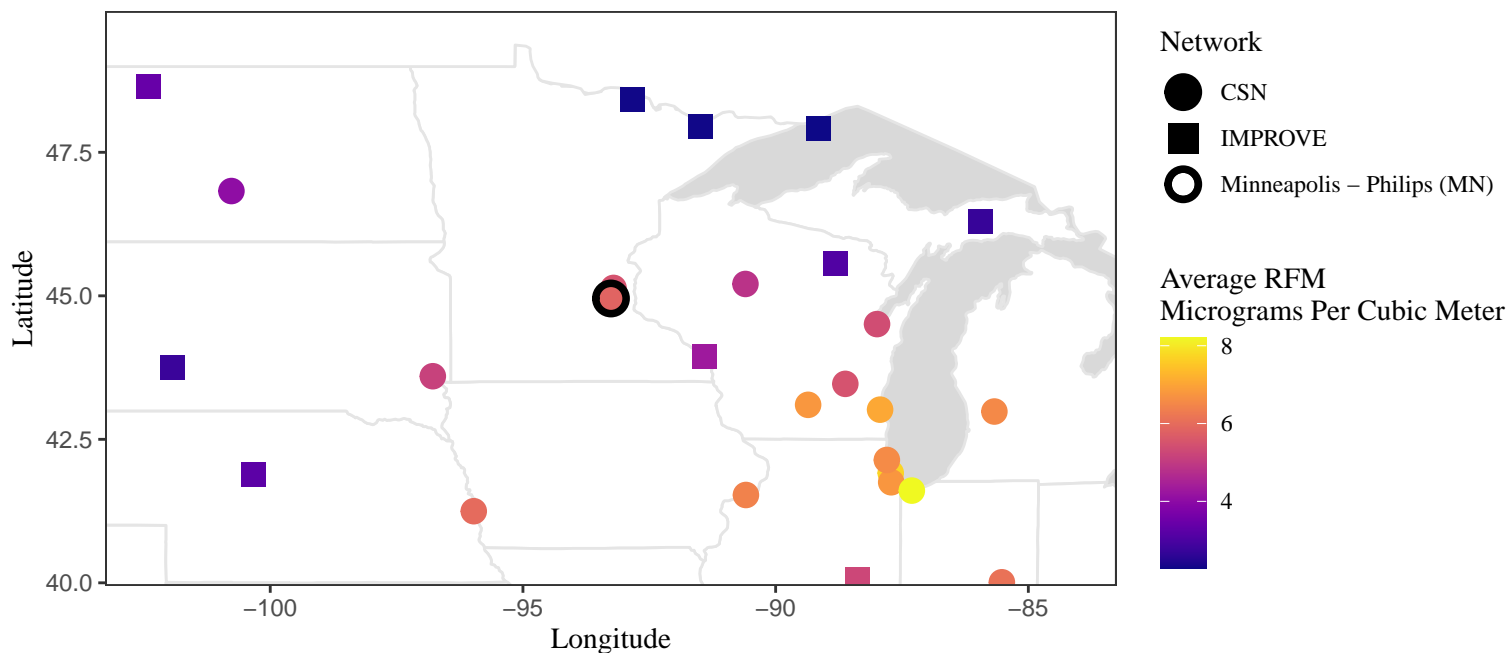 Network
CSN
IMPROVE
Minneapolis − Philips (MN)
Average RFM
Micrograms Per Cubic Meter
8
6
4
Latitude
47.5
45.0
42.5
40.0
−100
−95
−90
−85
Longitude